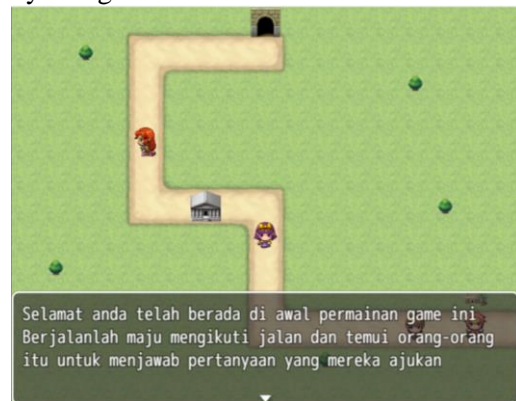 Selamat anda telah berada di awal permainan game ini
Berjalanlah maju mengikuti jalan dan temui orang-orang
itu untuk menjawab pertanyaan yang mereka ajukan